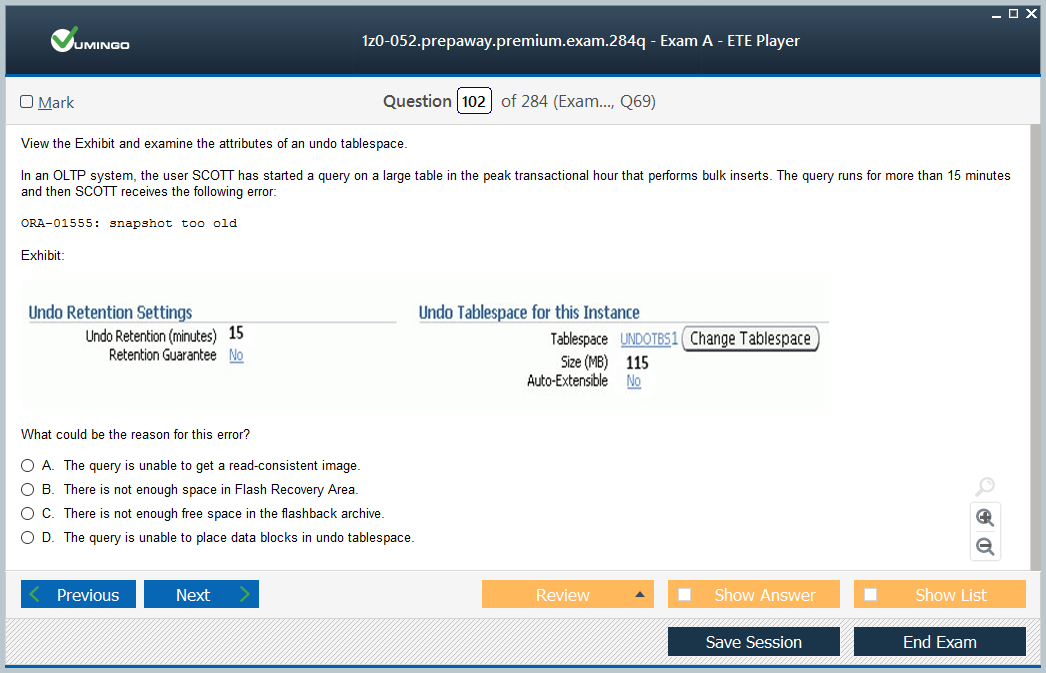 VUMINGO
1z0-052.prepaway.premium.exam.284q - Exam A - ETE Player
Mark
Question 102 of 284 (Exam..., Q69)
View the Exhibit and examine the attributes of an undo tablespace.
In an OLTP system, the user SCOTT has started a query on a large table in the peak transactional hour that performs bulk inserts. The query runs for more than 15 minutes
and then SCOTT receives the following error:
ORA-01555: snapshot too old
Exhibit:
Undo Retention Settings
Undo Retention (minutes) 15
Retention Guarantee No
Undo Tablespace for this Instance
Tablespace UNDOTBS1 Change Tablespace
Size (MB) 115
Auto-Extensible No
What could be the reason for this error?
A. The query is unable to get a read-consistent image.
B. There is not enough space in Flash Recovery Area.
C. There is not enough free space in the flashback archive.
D. The query is unable to place data blocks in undo tablespace.
Previous
Next
Review
Show Answer
Show List
Save Session
End Exam